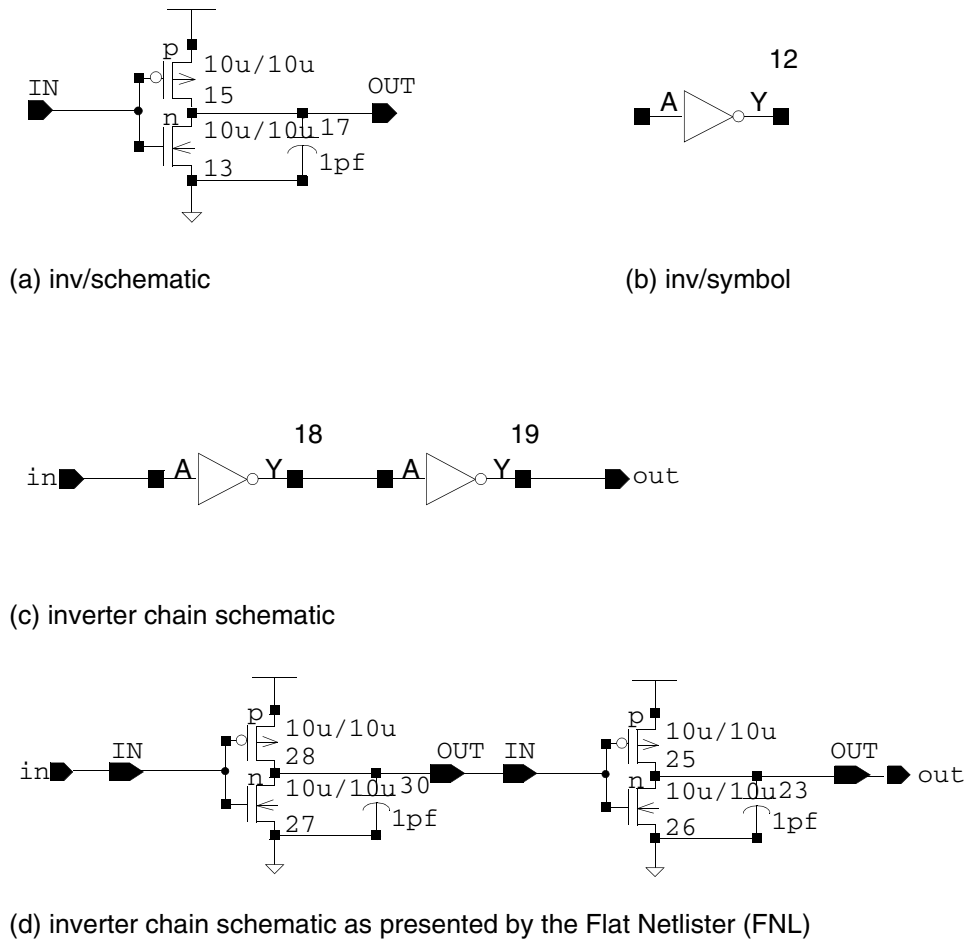 p
10u/10u
IN
15
OUT
n
10u/10u
17
1pf
13
12
A
Y
(a) inv/schematic
(b) inv/symbol
18
19
in
A
Y
A
Y
out
(c) inverter chain schematic
p
10u/10u
IN
28
OUT
IN
in
n
10u/10u
30
1pf
27
p
10u/10u
25
OUT
out
n
10u/10u
23
1pf
26
(d) inverter chain schematic as presented by the Flat Netlister (FNL)